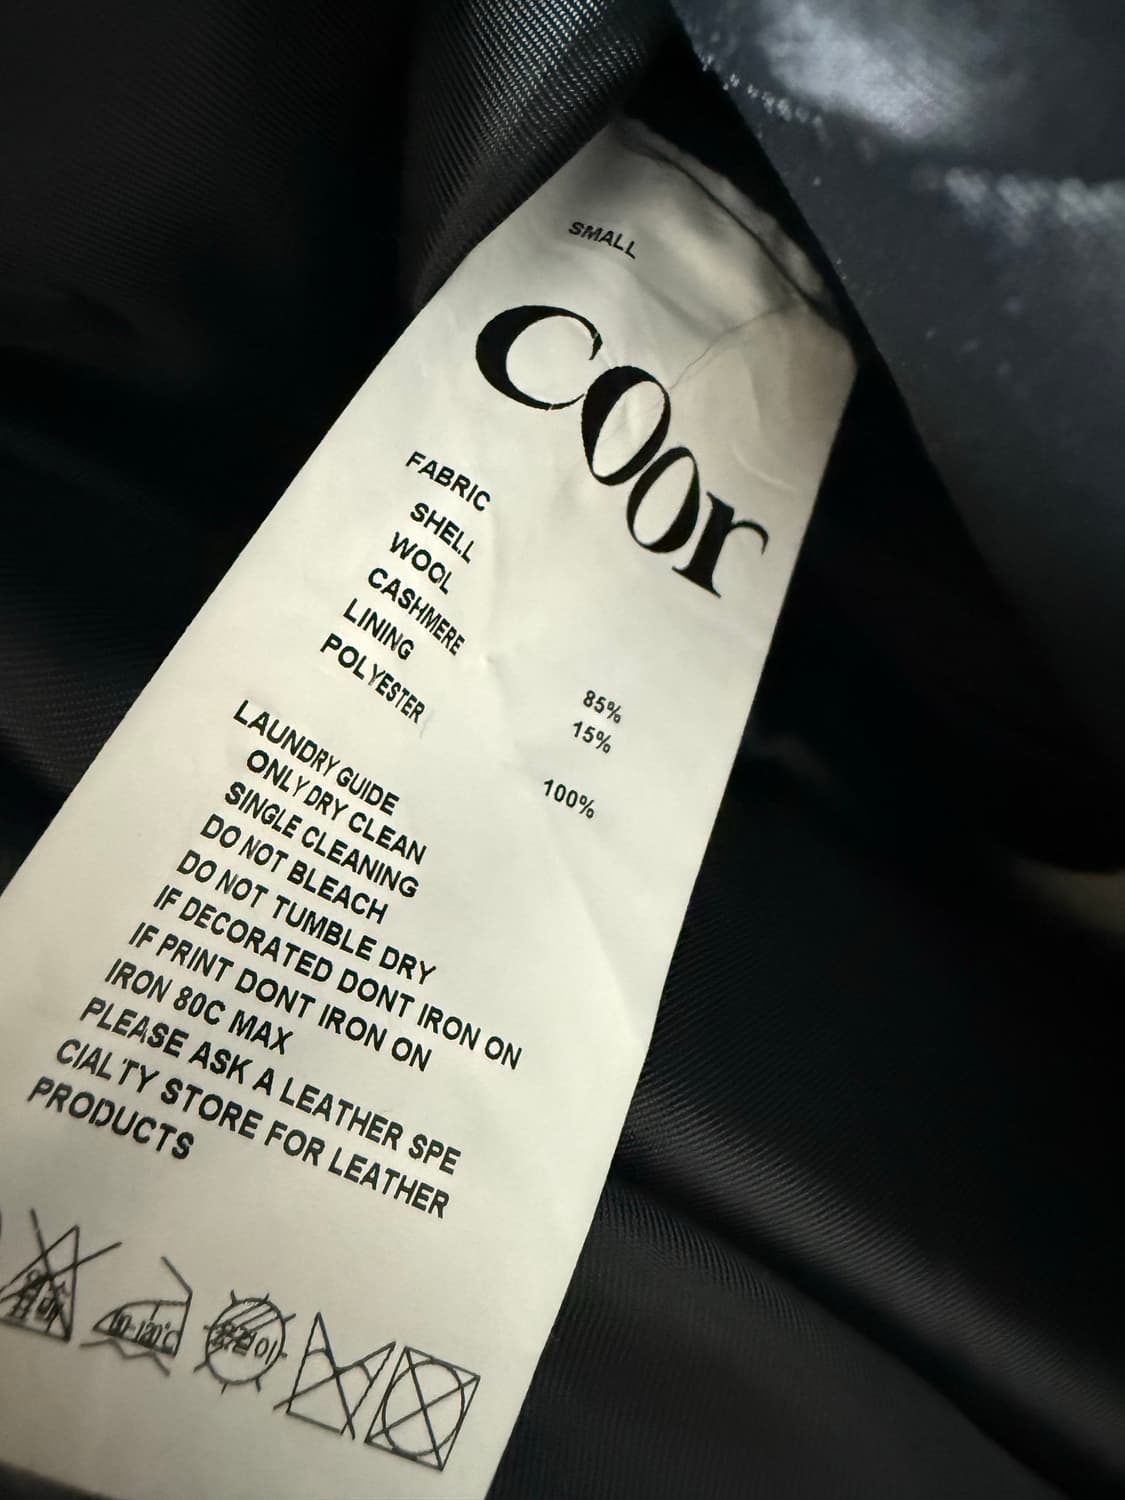 SMALL
coor
FABRIC
SHELL
WOOL 85%
CASHMERE 15%
LINING
POLYESTER 100%
LAUNDRY GUIDE
ONLY DRY CLEAN
SINGLE CLEANING
DO NOT BLEACH
DO NOT TUMBLE DRY
IF DECORATED DONT IRON ON
IF PRINT DONT IRON ON
IRON 80C MAX
PLEASE ASK A LEATHER SPE
CIALTY STORE FOR LEATHER
PRODUCTS